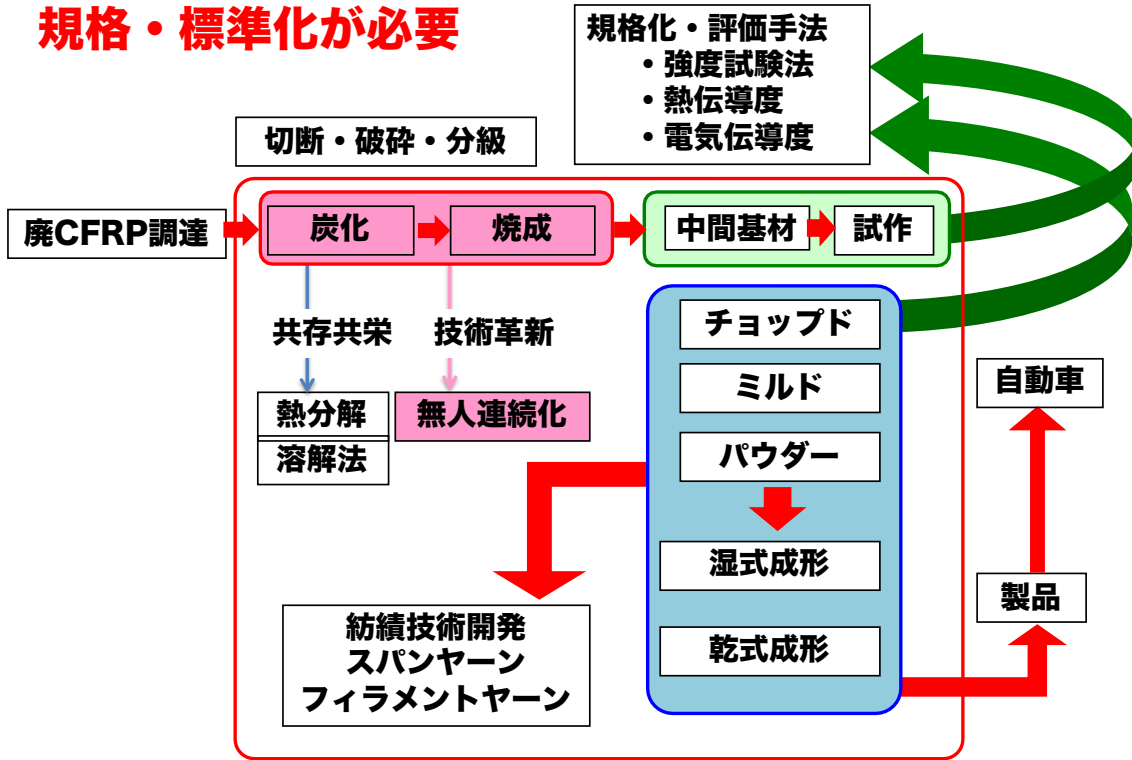 規格・標準化が必要
規格化・評価手法
・強度試験法
・熱伝導度
・電気伝導度
切断・破砕・分級
廃CFRP調達
炭化
焼成
中間基材
試作
共存共栄
技術革新
熱分解
溶解法
無人連続化
チョップド
ミルド
パウダー
湿式成形
乾式成形
紡績技術開発
スパンヤーン
フィラメントヤーン
自動車
製品